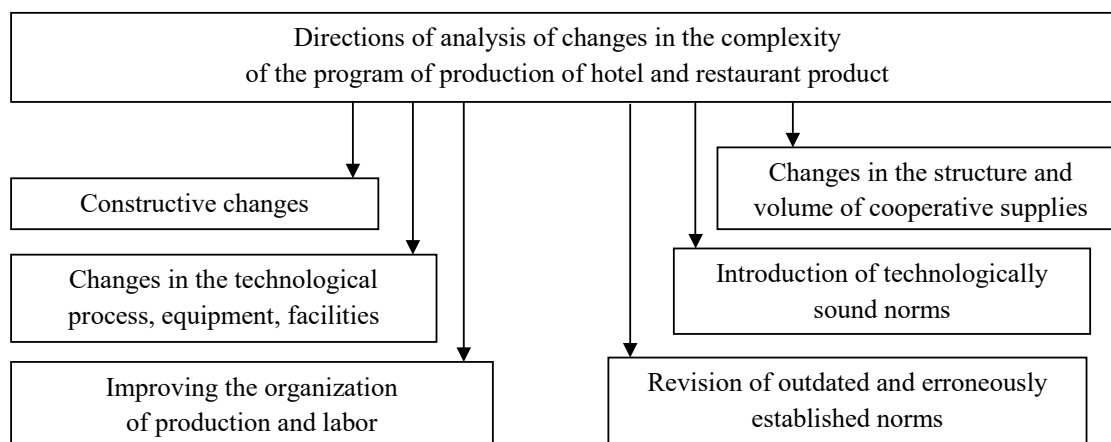 Directions of analysis of changes in the complexity
of the program of production of hotel and restaurant product
Constructive changes
Changes in the technological
process, equipment, facilities
Improving the organization
of production and labor
Changes in the structure and
volume of cooperative supplies
Introduction of technologically
sound norms
Revision of outdated and erroneously
established norms